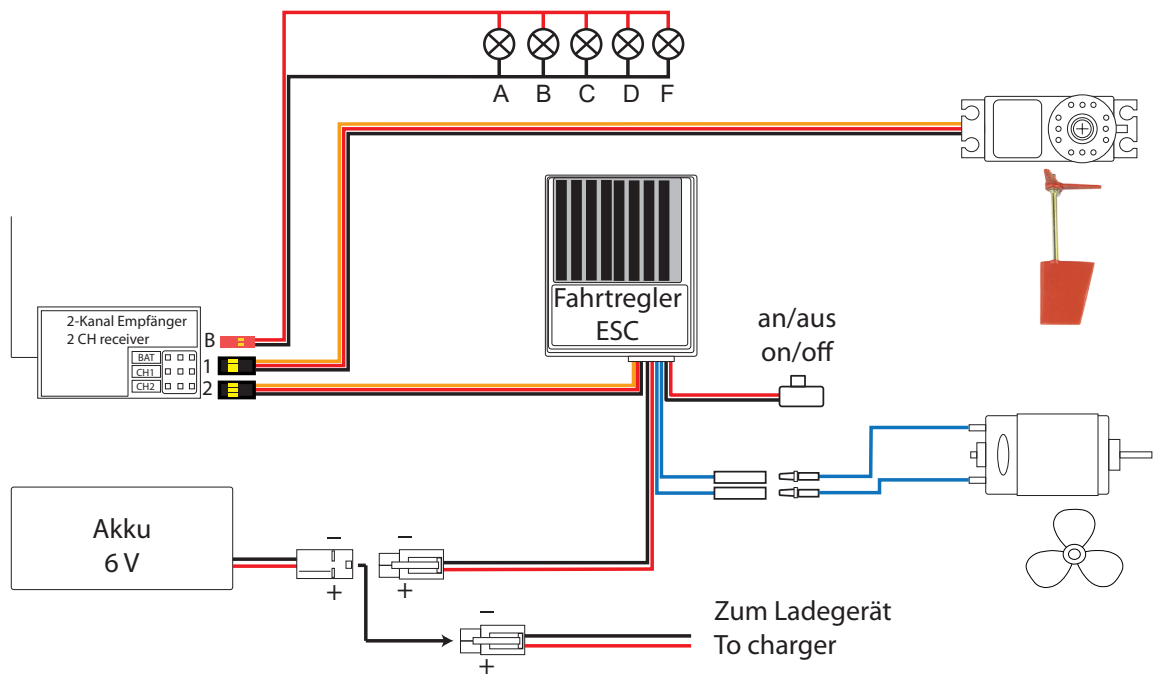 A B C D F
Fahrtregler
ESC
an/aus
on/off
2-Kanal Empfänger
2 CH receiver
B
BAT
1
CH1
CH2
2
Akku
6 V
–
+
–
+
–
+
Zum Ladegerät
To charger